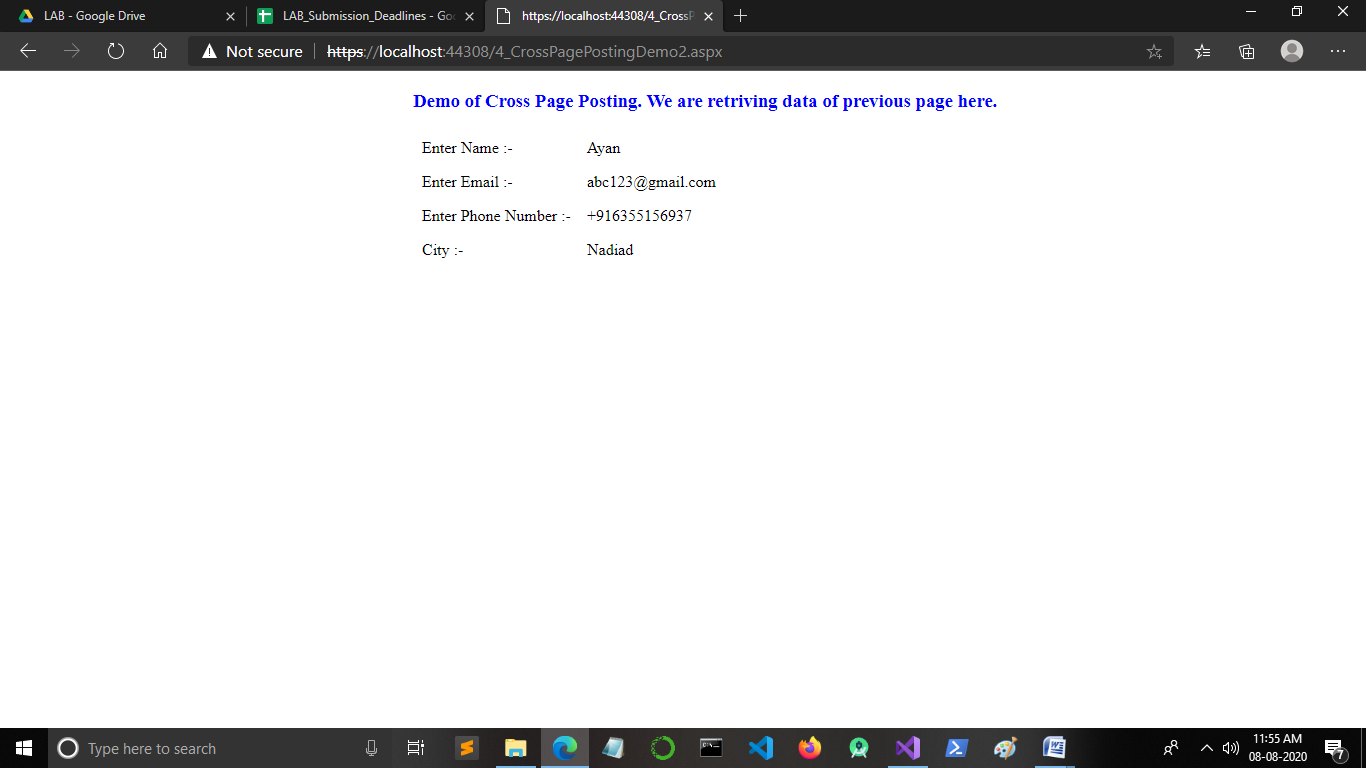 LAB - Google Drive
LAB_Submission_Deadlines - Goo
https://localhost:44308/4_CrossP
Not secure
https://localhost:44308/4_CrossPagePostingDemo2.aspx
Demo of Cross Page Posting. We are retriving data of previous page here.
Enter Name :- Ayan
Enter Email :- abc123@gmail.com
Enter Phone Number :- +916355156937
City :- Nadiad
Type here to search
11:55 AM
08-08-2020
7